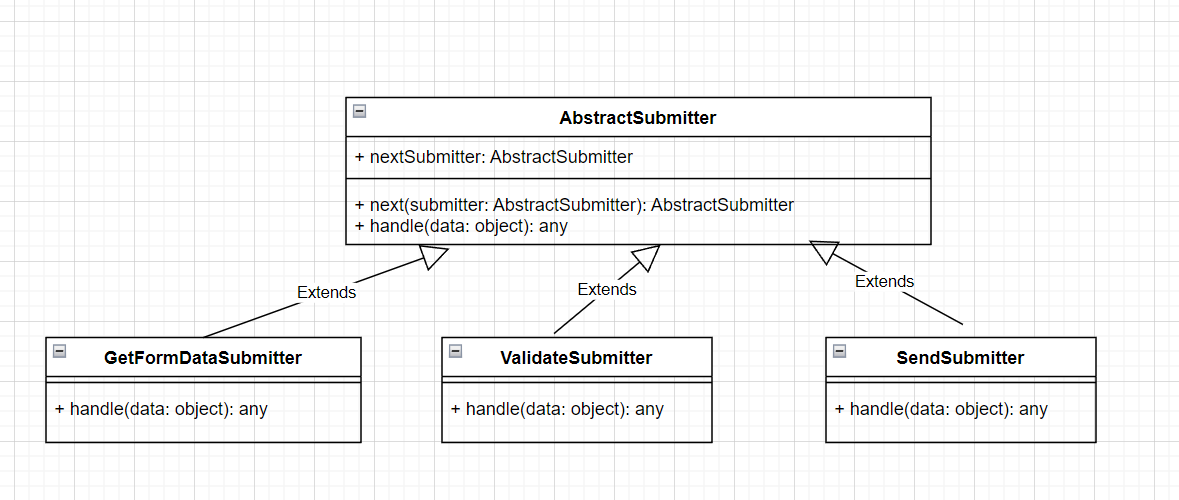 AbstractSubmitter
+ nextSubmitter: AbstractSubmitter
+ next(submitter: AbstractSubmitter): AbstractSubmitter
+ handle(data: object): any
Extends
Extends
Extends
GetFormDataSubmitter
+ handle(data: object): any
ValidateSubmitter
+ handle(data: object): any
SendSubmitter
+ handle(data: object): any